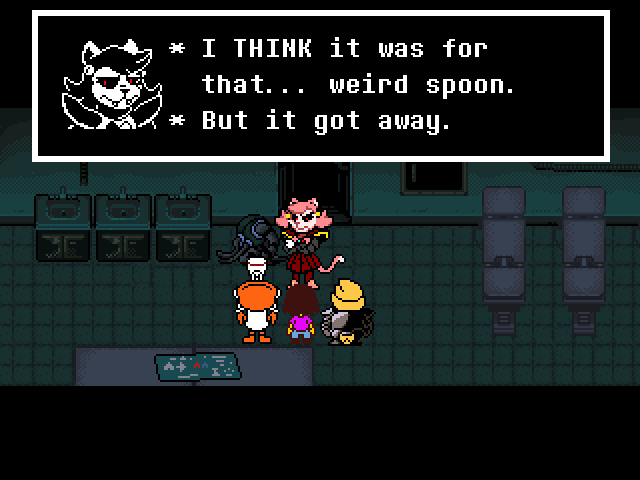 * I THINK it was for
that... weird spoon.
* But it got away.